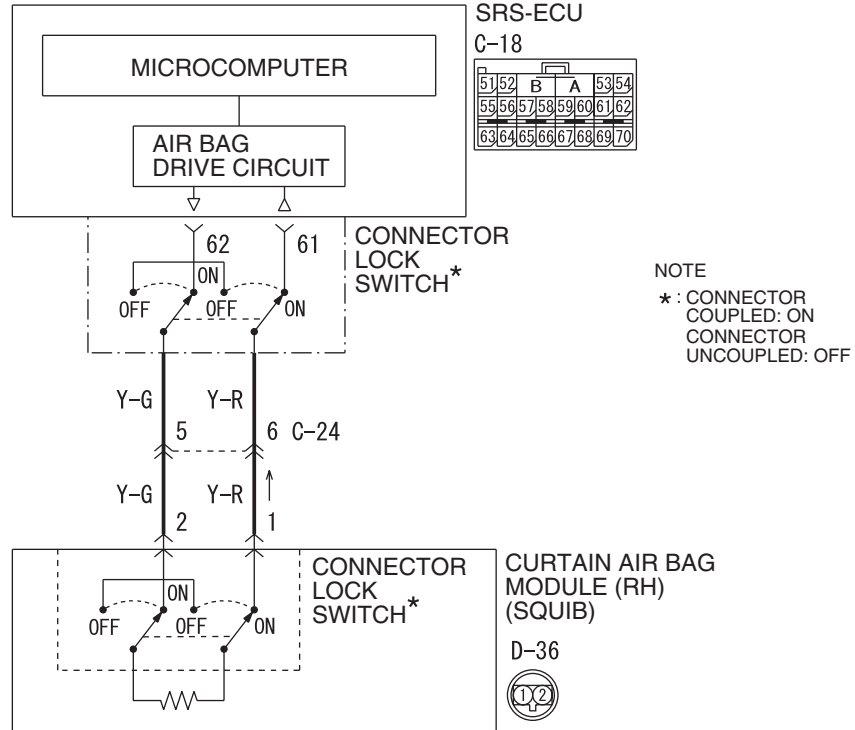 SRS-ECU
C-18
MICROCOMPUTER
51 52 B A 53 54
55 56 57 58 59 60 61 62
63 64 65 66 67 68 69 70
AIR BAG
DRIVE CIRCUIT
62 61
CONNECTOR
LOCK
SWITCH*
ON
OFF OFF ON
NOTE
*: CONNECTOR
COUPLED: ON
CONNECTOR
UNCOUPLED: OFF
Y-G Y-R
5 6 C-24
Y-G Y-R
2 1
CONNECTOR
LOCK
SWITCH*
ON
OFF OFF ON
CURTAIN AIR BAG
MODULE (RH)
(SQUIB)
D-36
1 2